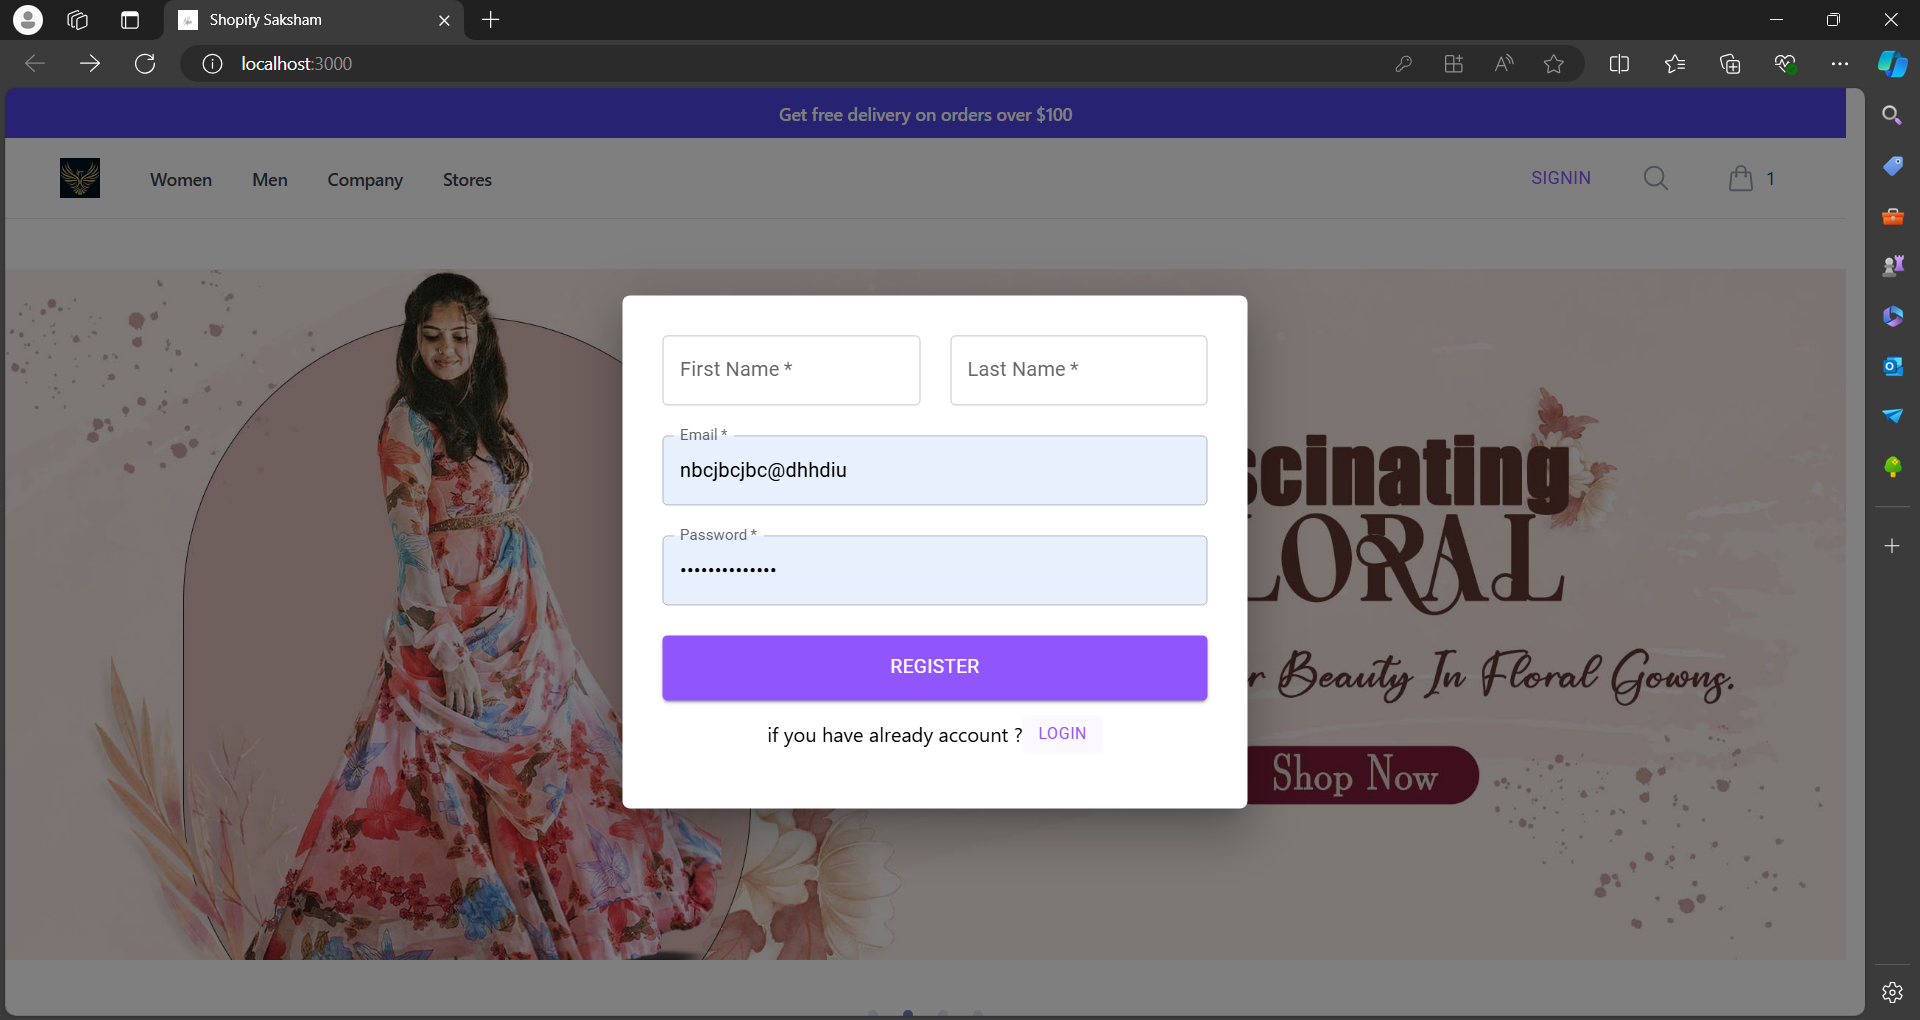 Shopify Saksham
localhost:3000
Get free delivery on orders over $100
Women Men Company Stores
SIGNIN 1
First Name * Last Name *
Email *
nbcjbcjbc@dhhdiu
Password *
••••••••••••••
REGISTER
if you have already account ? LOGIN
scinating
LORAL
r Beauty In Floral Gowns.
Shop Now